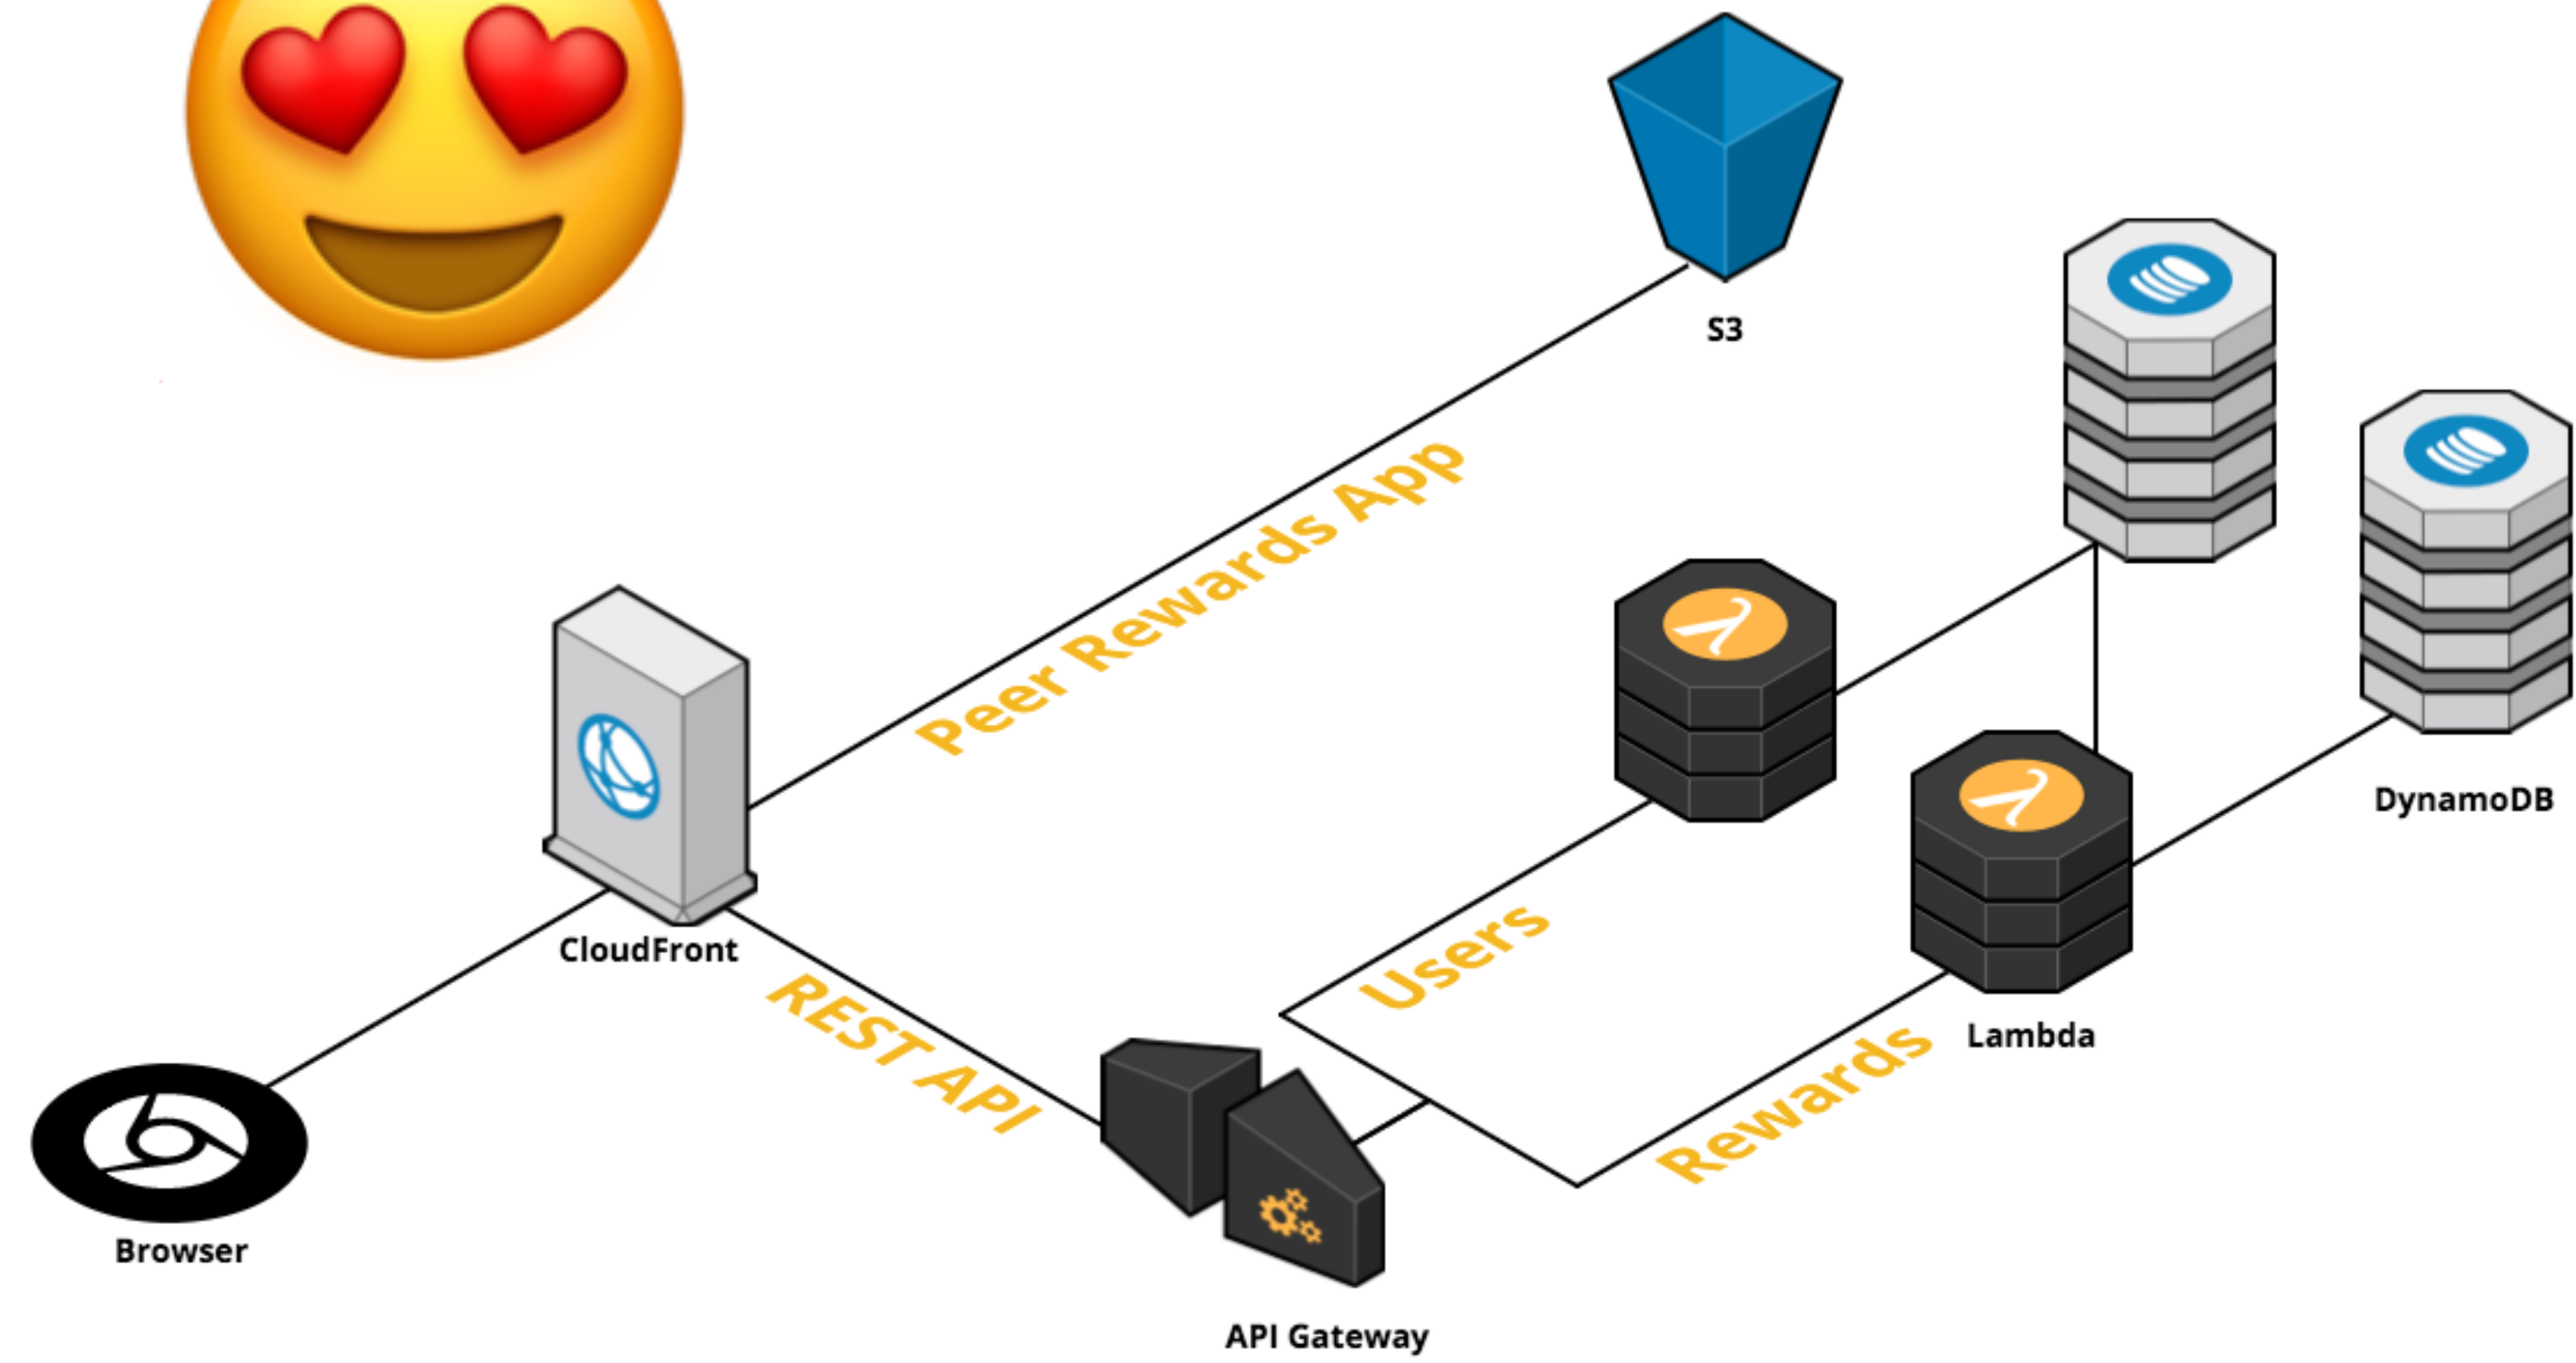 S3
Peer Rewards App
DynamoDB
CloudFront
Users
REST API
Lambda
Rewards
Browser
API Gateway